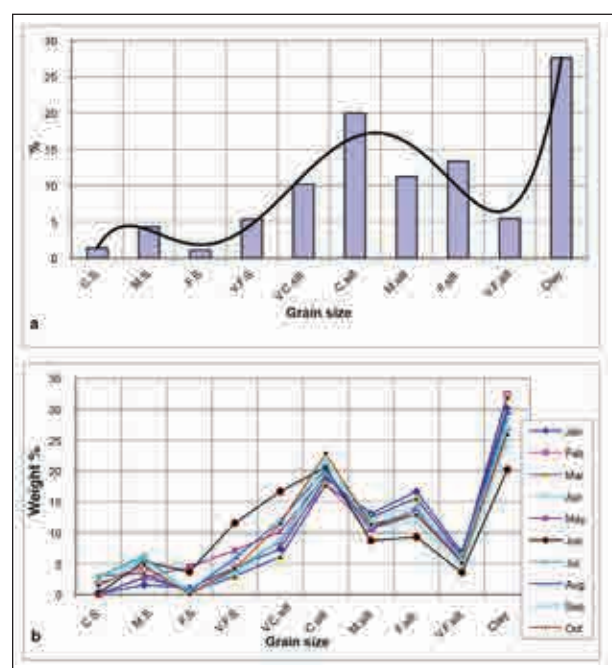 30
25
20
15
10
5
0
%
C.S. M.S. F.S. V.F.S. V.C.silt C.silt M.silt F.silt V.F.silt Clay
Grain size
a
35
30
25
20
15
10
5
0
Weight %
C.S. M.S. F.S. V.F.S. V.C.silt C.silt M.silt F.silt V.F.silt Clay
Grain size
b
Jan
Feb
Mar
Apr
May
Jun
Jul
Aug
Sep
Oct